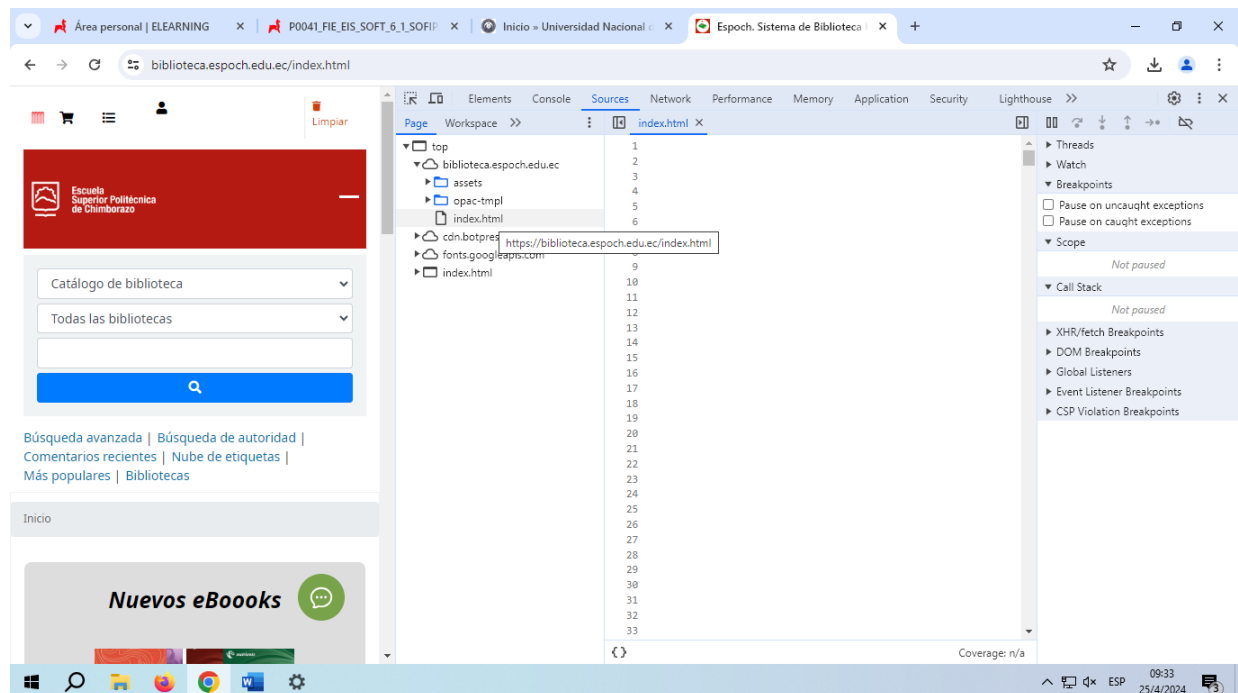 Área personal | ELEARNING
P0041_FIE_EIS_SOFT_6_1_SOFIP
Inicio » Universidad Nacional d
Espoch. Sistema de Biblioteca
biblioteca.espoch.edu.ec/index.html
Limpiar
Escuela
Superior Politécnica
de Chimborazo
Catálogo de biblioteca
Todas las bibliotecas
Búsqueda avanzada | Búsqueda de autoridad |
Comentarios recientes | Nube de etiquetas |
Más populares | Bibliotecas
Inicio
Nuevos eBoooks
Elements Console Sources Network Performance Memory Application Security Lighthouse
Page Workspace
index.html
top
biblioteca.espoch.edu.ec
assets
opac-tmpl
index.html
cdn.botpres
https://biblioteca.espoch.edu.ec/index.html
fonts.googleapis.com
index.html
1
2
3
4
5
6
8
9
10
11
12
13
14
15
16
17
18
19
20
21
22
23
24
25
26
27
28
29
30
31
32
33
{}
Coverage: n/a
Threads
Watch
Breakpoints
Pause on uncaught exceptions
Pause on caught exceptions
Scope
Not paused
Call Stack
Not paused
XHR/fetch Breakpoints
DOM Breakpoints
Global Listeners
Event Listener Breakpoints
CSP Violation Breakpoints
ESP
09:33
25/4/2024
3